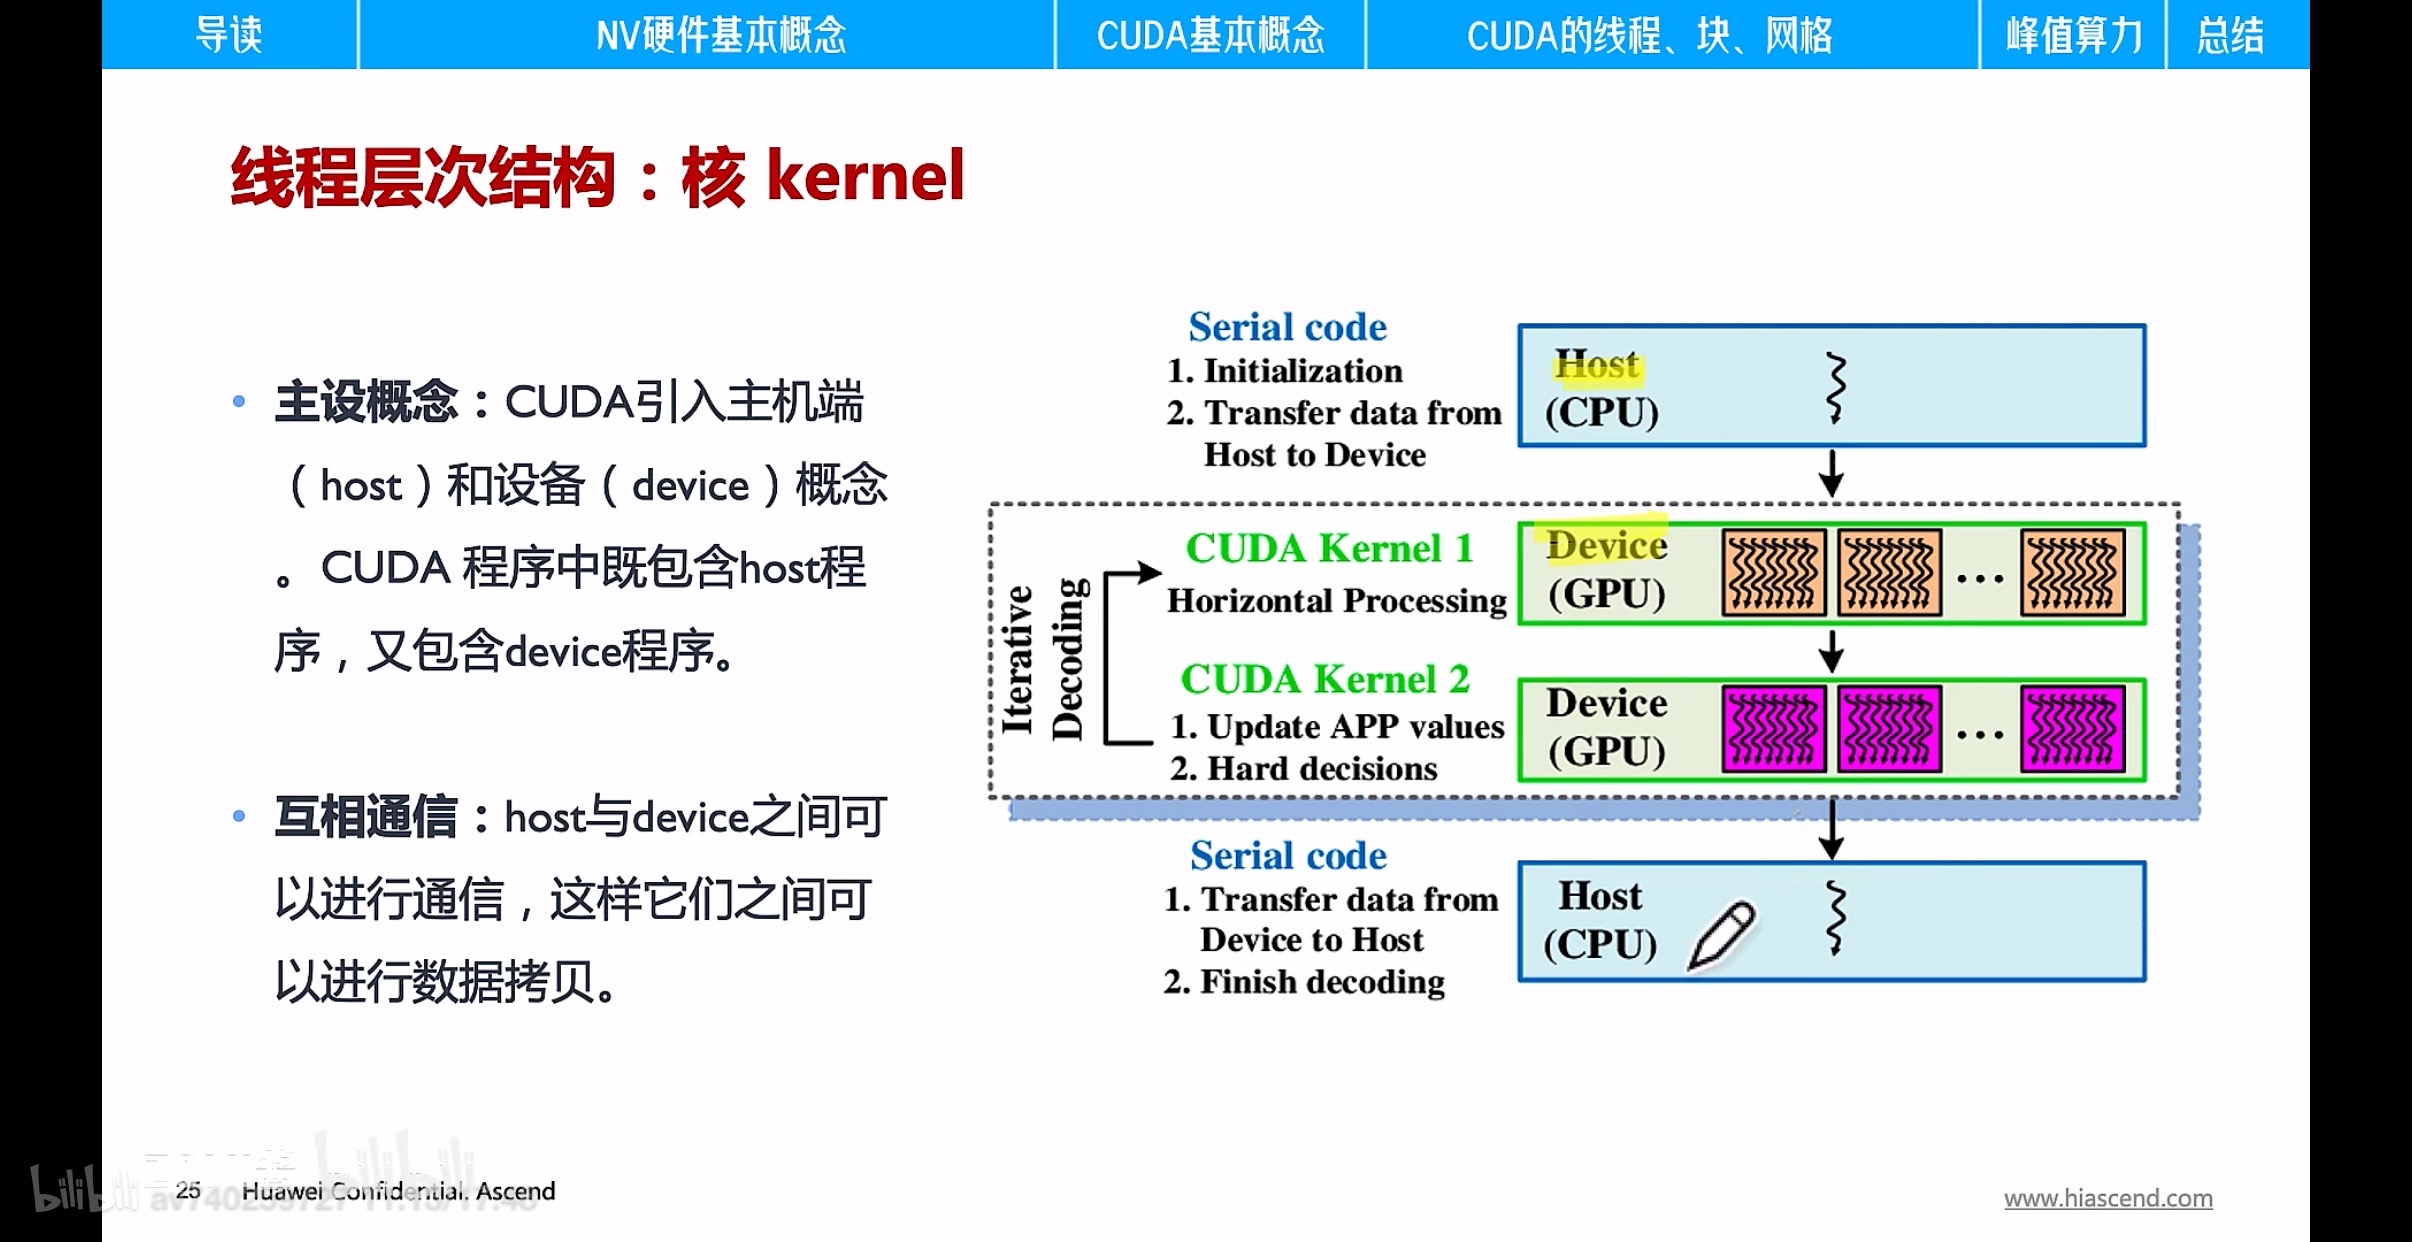 导读
NV硬件基本概念
CUDA基本概念
CUDA的线程、块、网格
峰值算力
总结
线程层次结构：核 kernel
• 主设概念：CUDA引入主机端
（host）和设备（device）概念
。CUDA 程序中既包含host程
序，又包含device程序。
• 互相通信：host与device之间可
以进行通信，这样它们之间可
以进行数据拷贝。
Serial code
1. Initialization
2. Transfer data from
Host to Device
Host
(CPU)
Iterative
Decoding
CUDA Kernel 1
Horizontal Processing
Device
(GPU)
...
CUDA Kernel 2
1. Update APP values
2. Hard decisions
Device
(GPU)
...
Serial code
1. Transfer data from
Device to Host
2. Finish decoding
Host
(CPU)
bilibili
25
Huawei Confidential. Ascend
www.hiascend.com